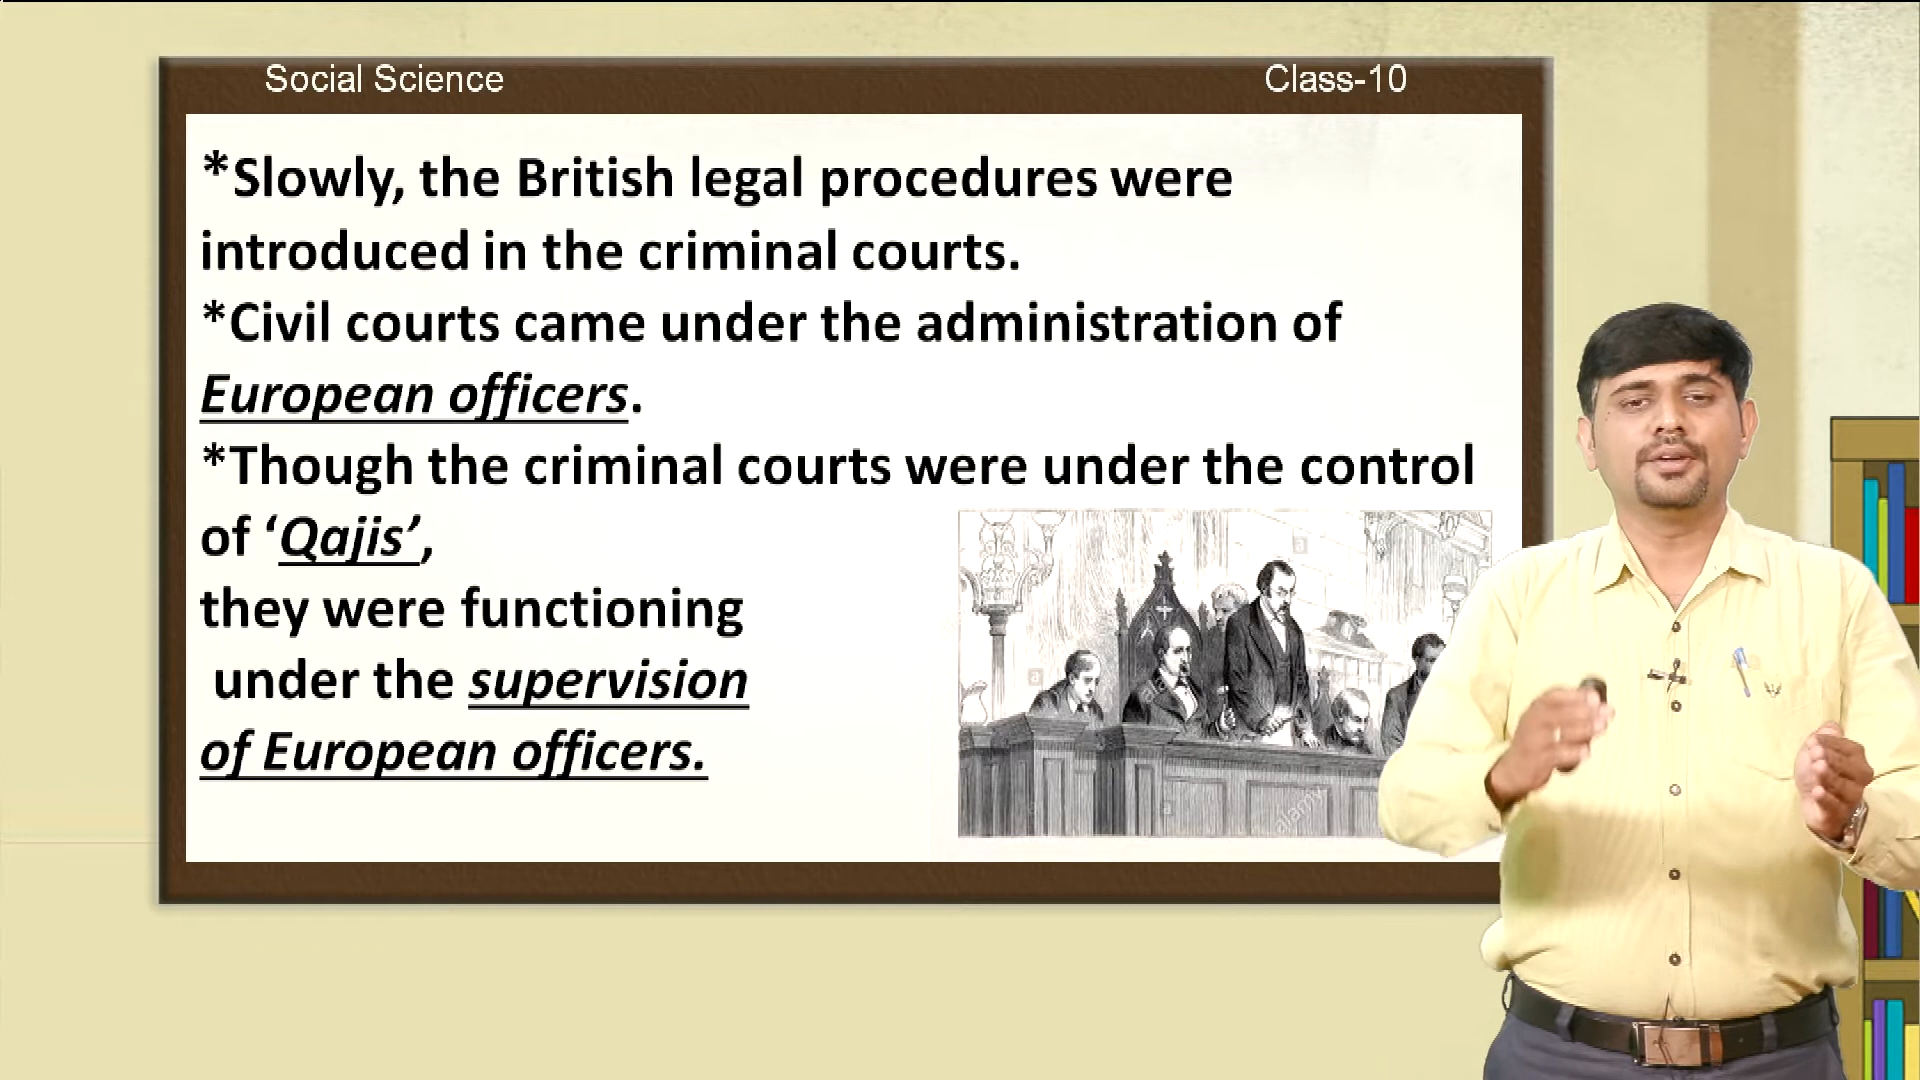 Social Science Class-10
*Slowly, the British legal procedures were
introduced in the criminal courts.
*Civil courts came under the administration of
European officers.
*Though the criminal courts were under the control
of ‘Qajis’,
they were functioning
under the supervision
of European officers.
a
a
a
alamy